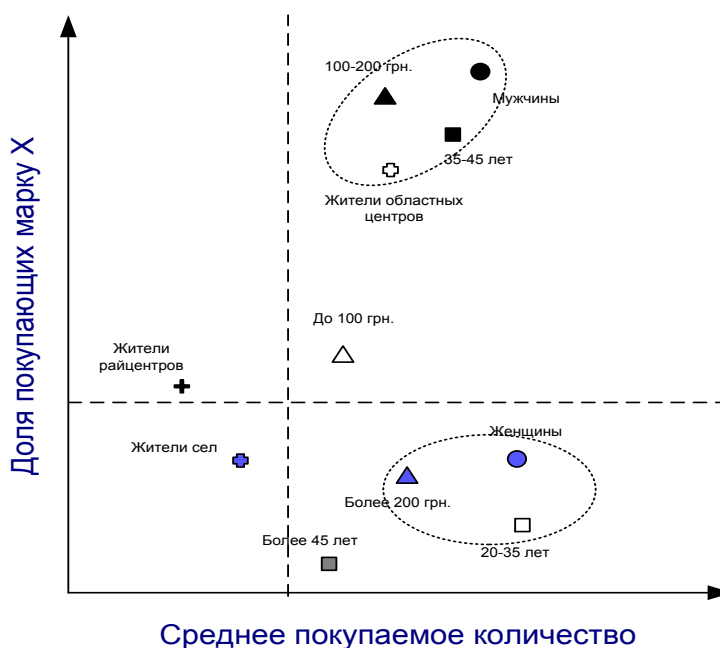 100-200 грн.
Мужчины
35-45 лет
Жители областных
центров
До 100 грн.
Жители
райцентров
Женщины
Жители сел
Более 200 грн.
Более 45 лет
20-35 лет
Доля покупающих марку X
Среднее покупаемое количество